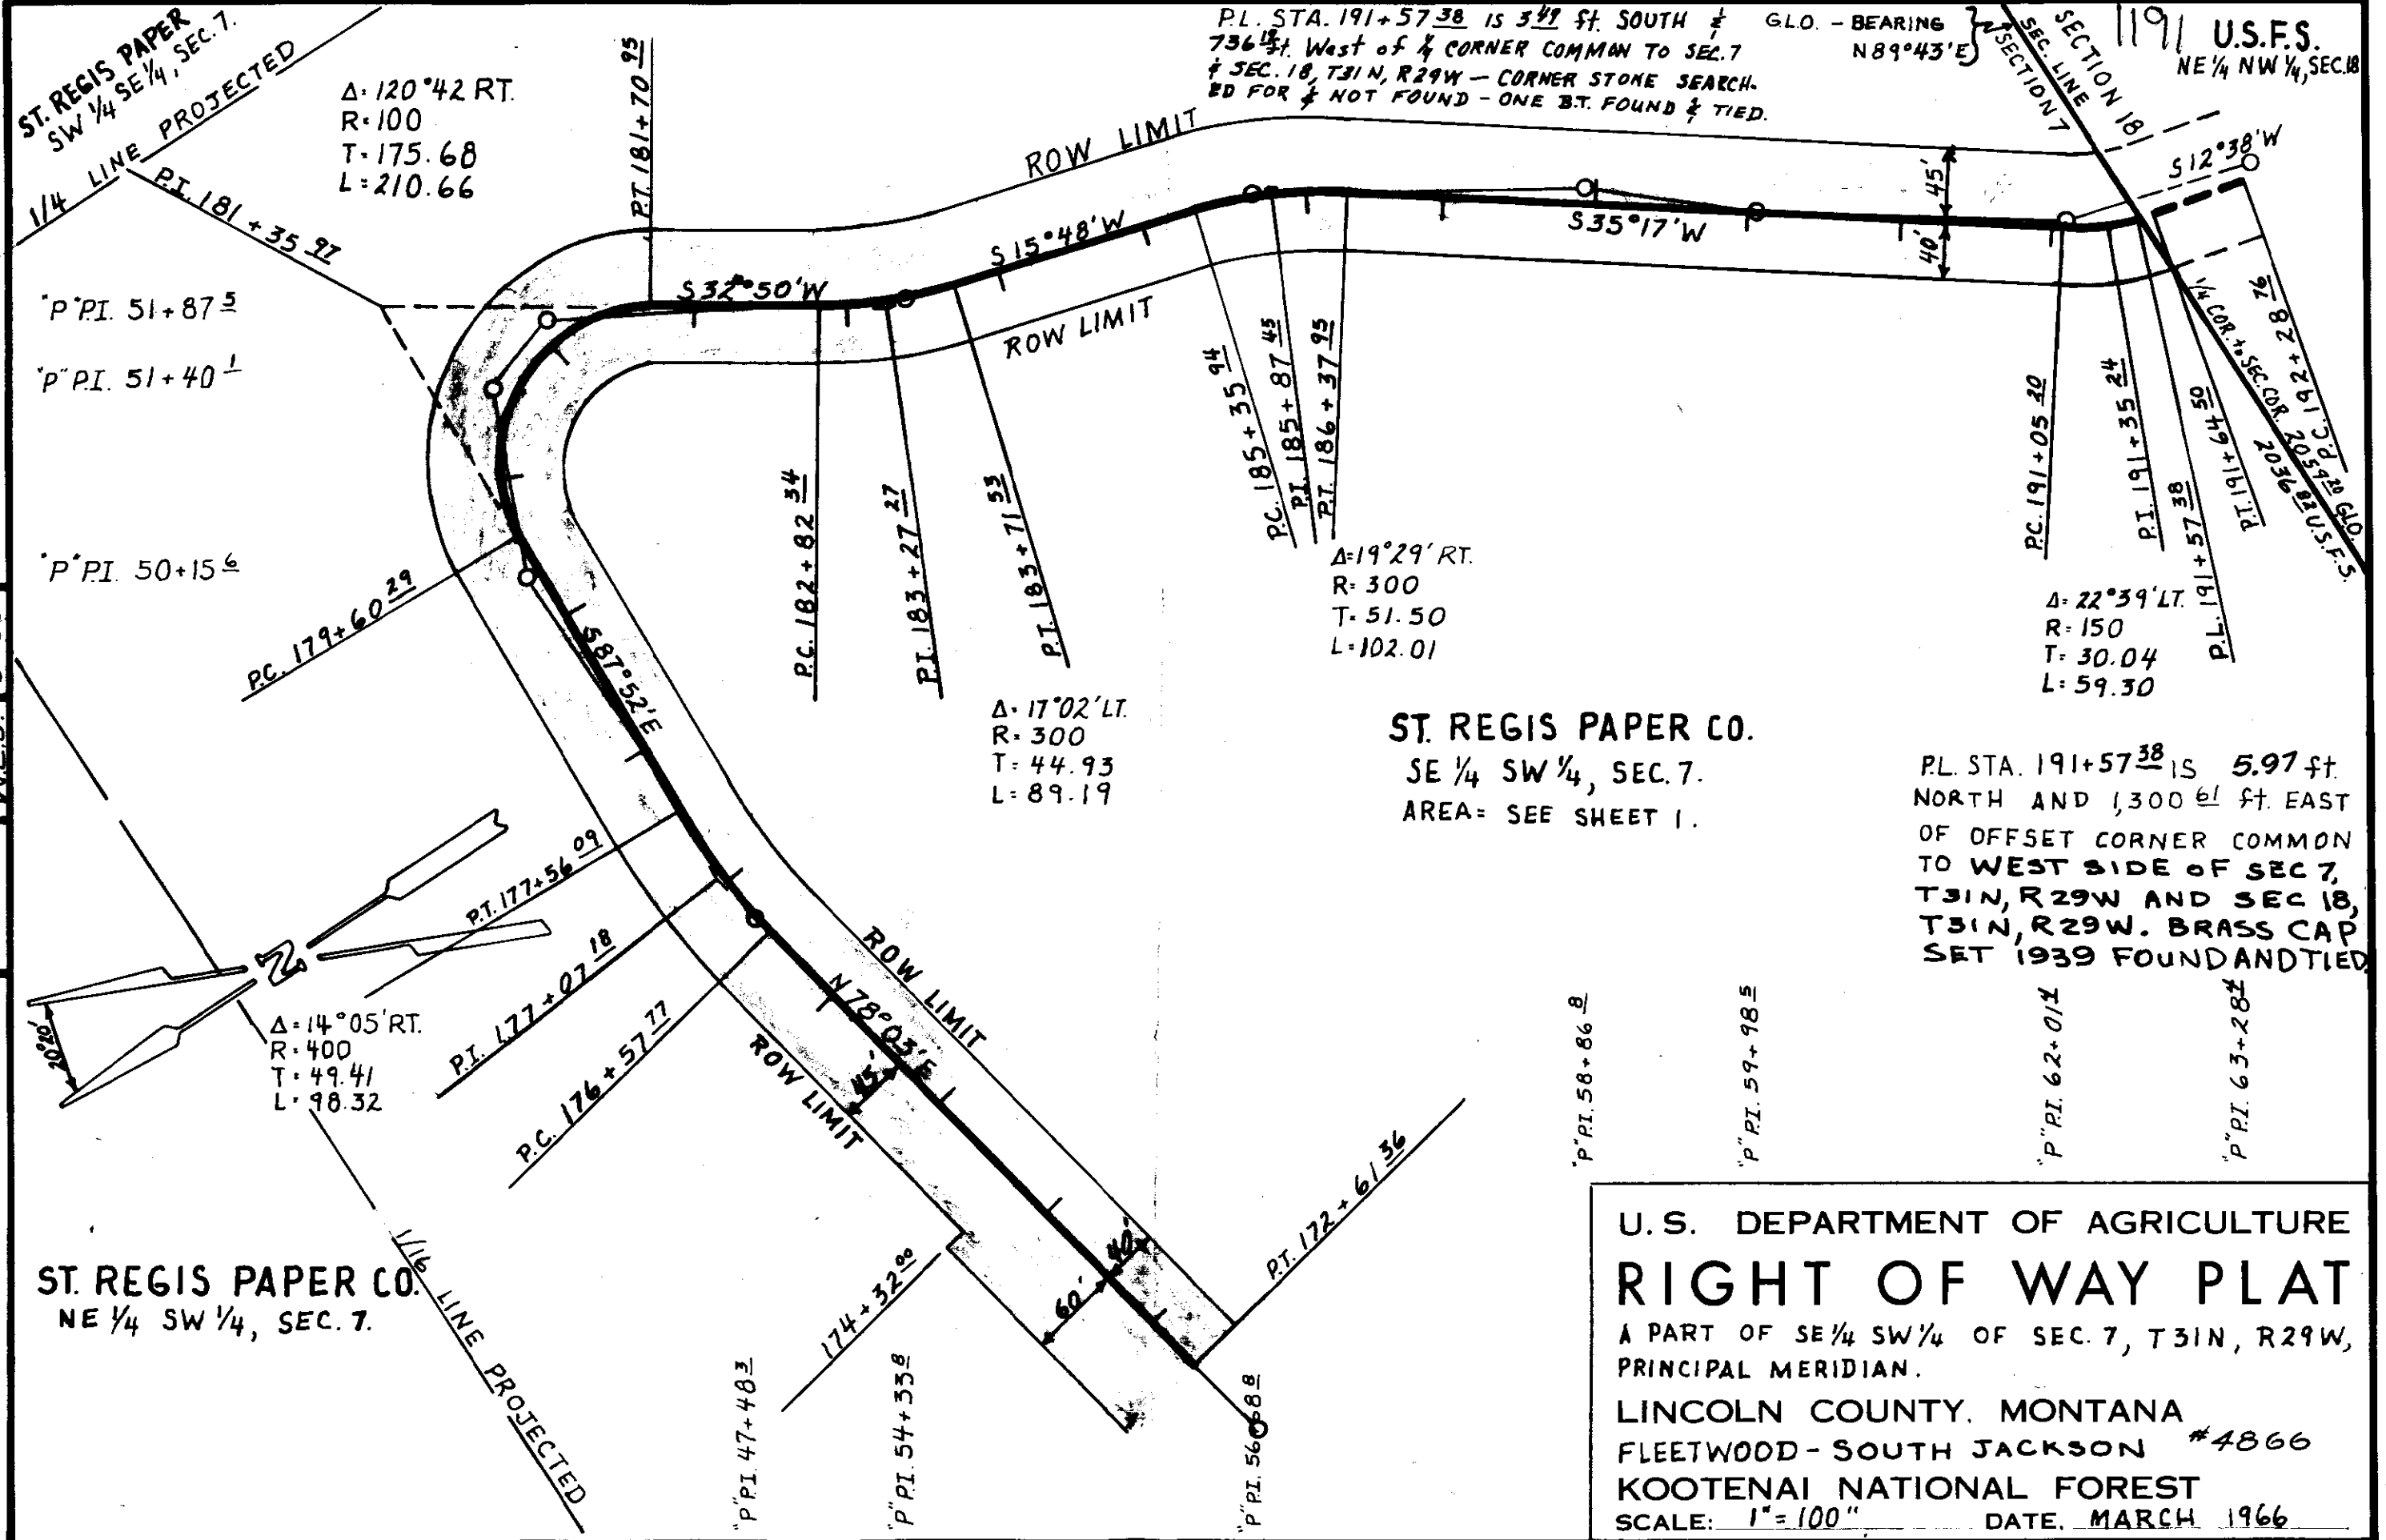 ST. REGIS PAPER
SW 1/4 SE 1/4, SEC. 7.
1/4 LINE PROJECTED
Δ: 120°42 RT.
R: 100
T: 175.68
L: 210.66
P.T. 181+70 95
P.L. STA. 191+57 38 IS 3 49 ft. SOUTH &
736 18 ft. West of 1/4 CORNER COMMON TO SEC. 7
& SEC. 18, T31N, R29W – CORNER STONE SEARCH-
ED FOR & NOT FOUND – ONE B.T. FOUND & TIED.
G.L.O. – BEARING
N89°43'E
SEC. LINE
SECTION 7
SECTION 18
1191
U.S.F.S.
NE 1/4 NW 1/4, SEC. 18
P.I. 181+35 97
"P" P.I. 51+87 5
"P" P.I. 51+40 1
"P" P.I. 50+15 6
ROW LIMIT
S 32°50'W
S 15°48'W
ROW LIMIT
S 35°17'W
45'
40'
S 12°38'W
P.C. 179+60 29
S 87°52'E
P.C. 182+82 34
P.I. 183+27 27
P.T. 183+71 53
P.C. 185+35 94
P.I. 185+87 45
P.T. 186+37 95
P.C. 191+05 20
P.I. 191+35 24
P.L. 191+57 38
P.T. 191+64 50
1/4 COR. to SEC. COR. 2059 20 GLO.
2036 82 U.S.F.S.
P.C. 192+28 76
Δ: 17°02' LT.
R: 300
T: 44.93
L: 89.19
Δ=19°29' RT.
R: 300
T: 51.50
L: 102.01
Δ: 22°39' LT.
R: 150
T: 30.04
L: 59.30
ST. REGIS PAPER CO.
SE 1/4 SW 1/4, SEC. 7.
AREA= SEE SHEET 1.
P.L. STA. 191+57 38 IS 5.97 ft.
NORTH AND 1,300 61 ft. EAST
OF OFFSET CORNER COMMON
TO WEST SIDE OF SEC 7,
T31N, R29W AND SEC 18,
T31N, R29W. BRASS CAP
SET 1939 FOUND AND TIED
N
20°20'
P.T. 177+56 09
P.I. 177+07 18
P.C. 176+57 77
Δ=14°05' RT.
R: 400
T: 49.41
L: 98.32
N 78°03'E
ROW LIMIT
ROW LIMIT
45'
40'
60'
174+32 00
P.T. 172+61 36
1/16 LINE PROJECTED
ST. REGIS PAPER CO.
NE 1/4 SW 1/4, SEC. 7.
"P" P.I. 47+48 3
"P" P.I. 54+33 8
"P" P.I. 56 68 8
"P" P.I. 58+86 8
"P" P.I. 59+98 5
"P" P.I. 62+01 4
"P" P.I. 63+28 4
U.S. DEPARTMENT OF AGRICULTURE
RIGHT OF WAY PLAT
A PART OF SE 1/4 SW 1/4 OF SEC. 7, T31N, R29W,
PRINCIPAL MERIDIAN.
LINCOLN COUNTY, MONTANA
FLEETWOOD – SOUTH JACKSON #4866
KOOTENAI NATIONAL FOREST
SCALE: 1" = 100" DATE. MARCH 1966